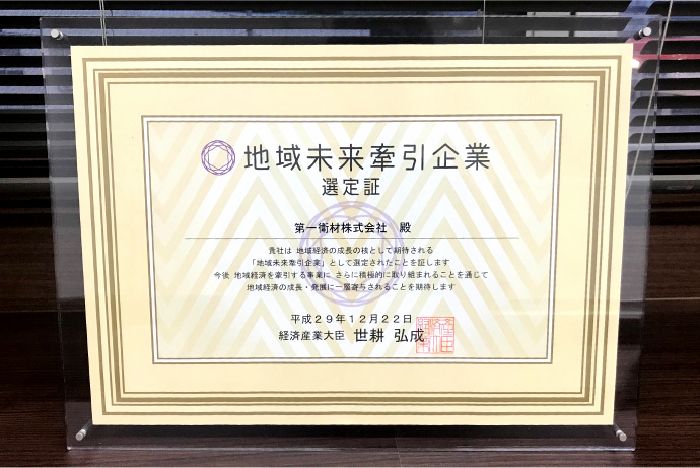 地域未来牽引企業
選定証
第一衛材株式会社 殿
貴社は 地域経済の成長の核として期待される
「地域未来牽引企業」として選定されたことを証します
今後 地域経済を牽引する事業に さらに積極的に取り組まれることを通じて
地域経済の成長・発展に一層寄与されることを期待します
平成29年12月22日
経済産業大臣 世耕 弘成